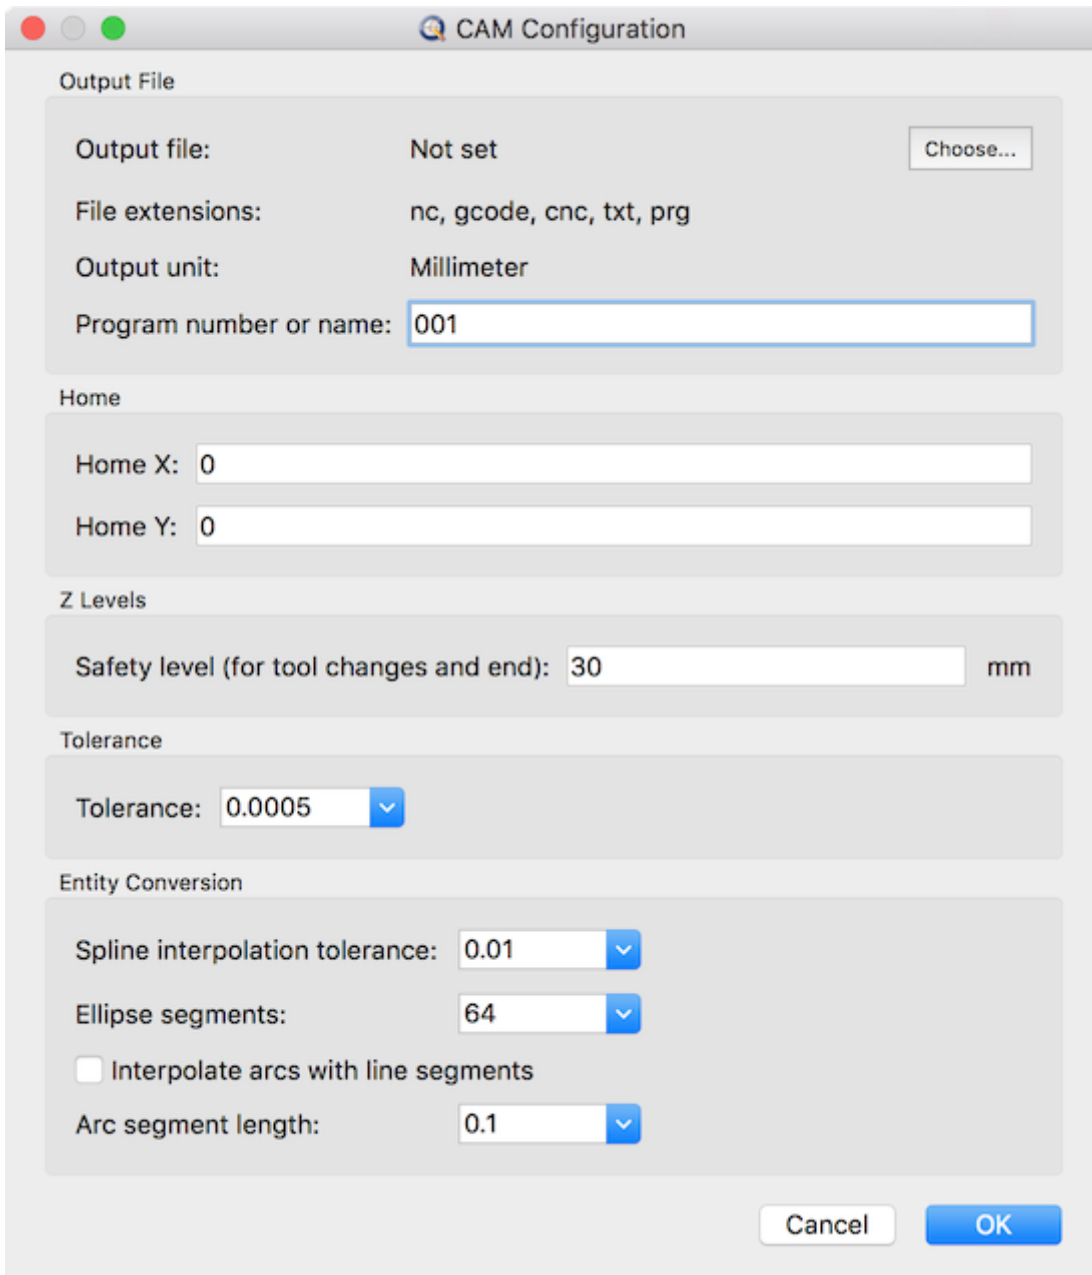 CAM Configuration
Output File
Output file: Not set Choose...
File extensions: nc, gcode, cnc, txt, prg
Output unit: Millimeter
Program number or name: 001
Home
Home X: 0
Home Y: 0
Z Levels
Safety level (for tool changes and end): 30 mm
Tolerance
Tolerance: 0.0005
Entity Conversion
Spline interpolation tolerance: 0.01
Ellipse segments: 64
Interpolate arcs with line segments
Arc segment length: 0.1
Cancel OK